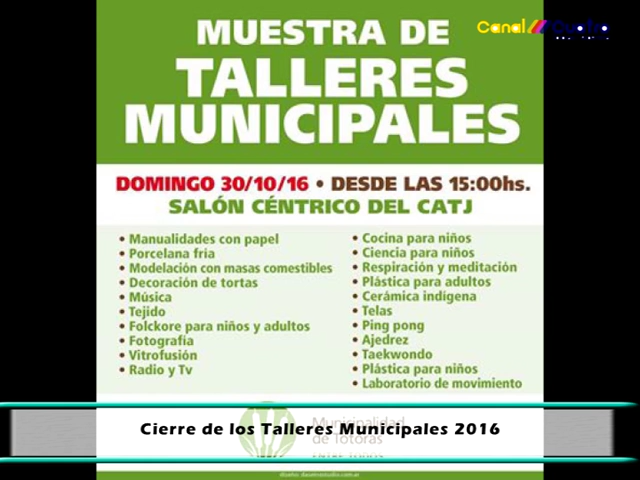 Canal
MUESTRA DE
TALLERES
MUNICIPALES
DOMINGO 30/10/16 • DESDE LAS 15:00hs.
SALÓN CÉNTRICO DEL CATJ
• Manualidades con papel
• Porcelana fría
• Modelación con masas comestibles
• Decoración de tortas
• Música
• Tejido
• Folckore para niños y adultos
• Fotografía
• Vitrofusión
• Radio y Tv
• Cocina para niños
• Ciencia para niños
• Respiración y meditación
• Plástica para adultos
• Cerámica indígena
• Telas
• Ping pong
• Ajedrez
• Taekwondo
• Plástica para niños
• Laboratorio de movimiento
Municipalidad
de Totoras
Cierre de los Talleres Municipales 2016